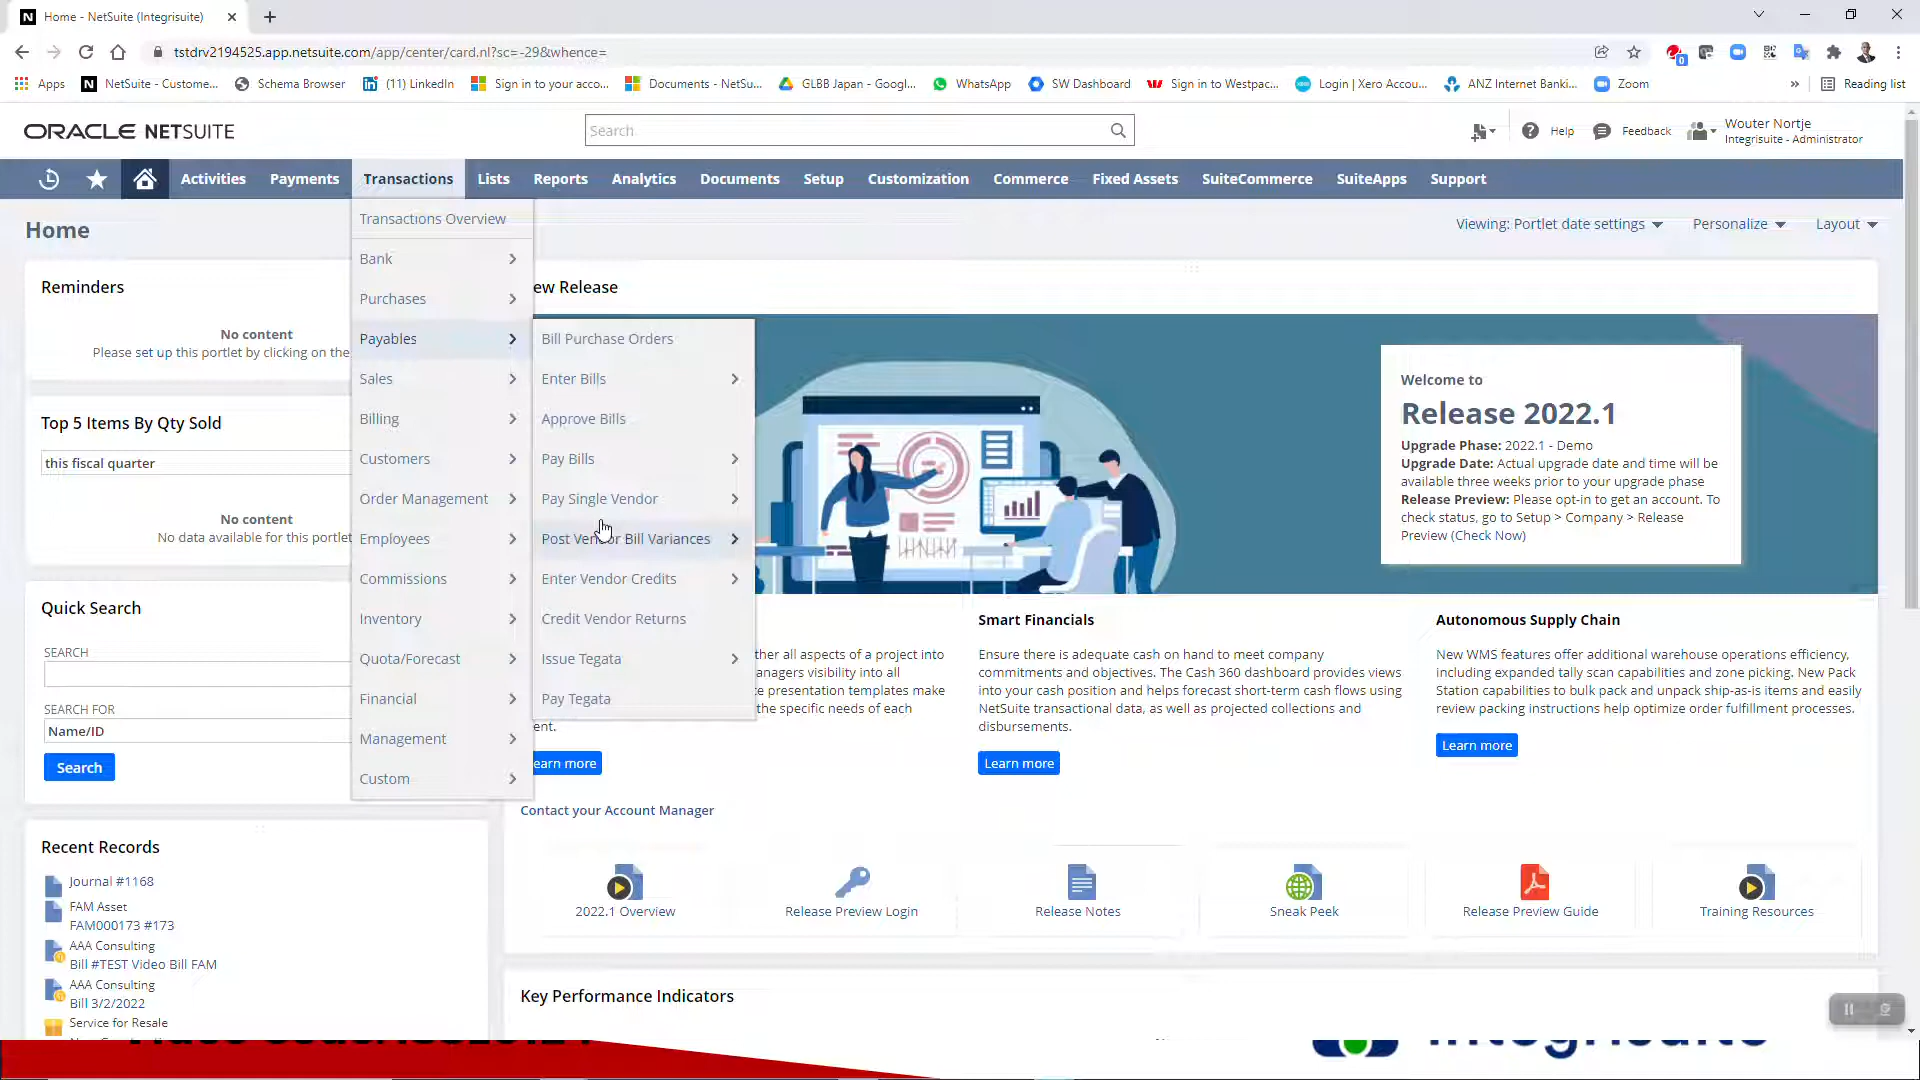 Home - NetSuite (Integrisuite)
tstdrv2194525.app.netsuite.com/app/center/card.nl?sc=-29&whence=
0
Apps
NetSuite - Custome...
Schema Browser
(11) LinkedIn
Sign in to your acco...
Documents - NetSu...
GLBB Japan - Googl...
WhatsApp
SW Dashboard
Sign in to Westpac...
Login | Xero Accou...
ANZ Internet Banki...
Zoom
»
Reading list
ORACLE NETSUITE
Search
Help
Feedback
Wouter Nortje
Integrisuite - Administrator
Activities
Payments
Transactions
Lists
Reports
Analytics
Documents
Setup
Customization
Commerce
Fixed Assets
SuiteCommerce
SuiteApps
Support
Home
Viewing: Portlet date settings
Personalize
Layout
Transactions Overview
Bank
Purchases
Payables
Sales
Billing
Customers
Order Management
Employees
Commissions
Inventory
Quota/Forecast
Financial
Management
Custom
Bill Purchase Orders
Enter Bills
Approve Bills
Pay Bills
Pay Single Vendor
Post Vendor Bill Variances
Enter Vendor Credits
Credit Vendor Returns
Issue Tegata
Pay Tegata
Reminders
No content
Please set up this portlet by clicking on the
Top 5 Items By Qty Sold
this fiscal quarter
No content
No data available for this portlet
Quick Search
SEARCH
SEARCH FOR
Name/ID
Search
Recent Records
Journal #1168
FAM Asset
FAM000173 #173
AAA Consulting
Bill #TEST Video Bill FAM
AAA Consulting
Bill 3/2/2022
Service for Resale
ew Release
Welcome to
Release 2022.1
Upgrade Phase: 2022.1 - Demo
Upgrade Date: Actual upgrade date and time will be
available three weeks prior to your upgrade phase
Release Preview: Please opt-in to get an account. To
check status, go to Setup > Company > Release
Preview (Check Now)
ther all aspects of a project into
anagers visibility into all
e presentation templates make
the specific needs of each
ent.
earn more
Smart Financials
Ensure there is adequate cash on hand to meet company
commitments and objectives. The Cash 360 dashboard provides views
into your cash position and helps forecast short-term cash flows using
NetSuite transactional data, as well as projected collections and
disbursements.
Learn more
Autonomous Supply Chain
New WMS features offer additional warehouse operations efficiency,
including expanded tally scan capabilities and zone picking. New Pack
Station capabilities to bulk pack and unpack ship-as-is items and easily
review packing instructions help optimize order fulfillment processes.
Learn more
Contact your Account Manager
2022.1 Overview
Release Preview Login
Release Notes
Sneak Peek
Release Preview Guide
Training Resources
Key Performance Indicators